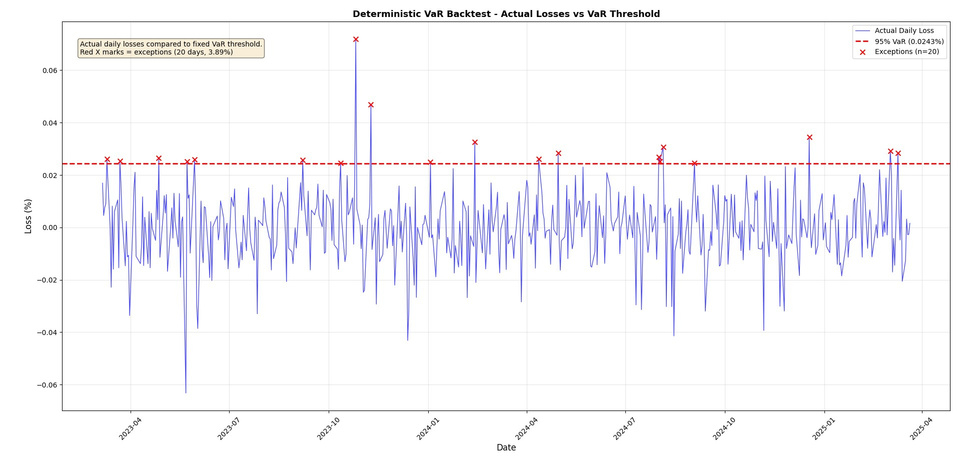 Deterministic VaR Backtest - Actual Losses vs VaR Threshold
Actual daily losses compared to fixed VaR threshold.
Red X marks = exceptions (20 days, 3.89%)
Actual Daily Loss
95% VaR (0.0243%)
Exceptions (n=20)
Loss (%)
0.06
0.04
0.02
0.00
−0.02
−0.04
−0.06
2023-04
2023-07
2023-10
2024-01
2024-04
2024-07
2024-10
2025-01
2025-04
Date